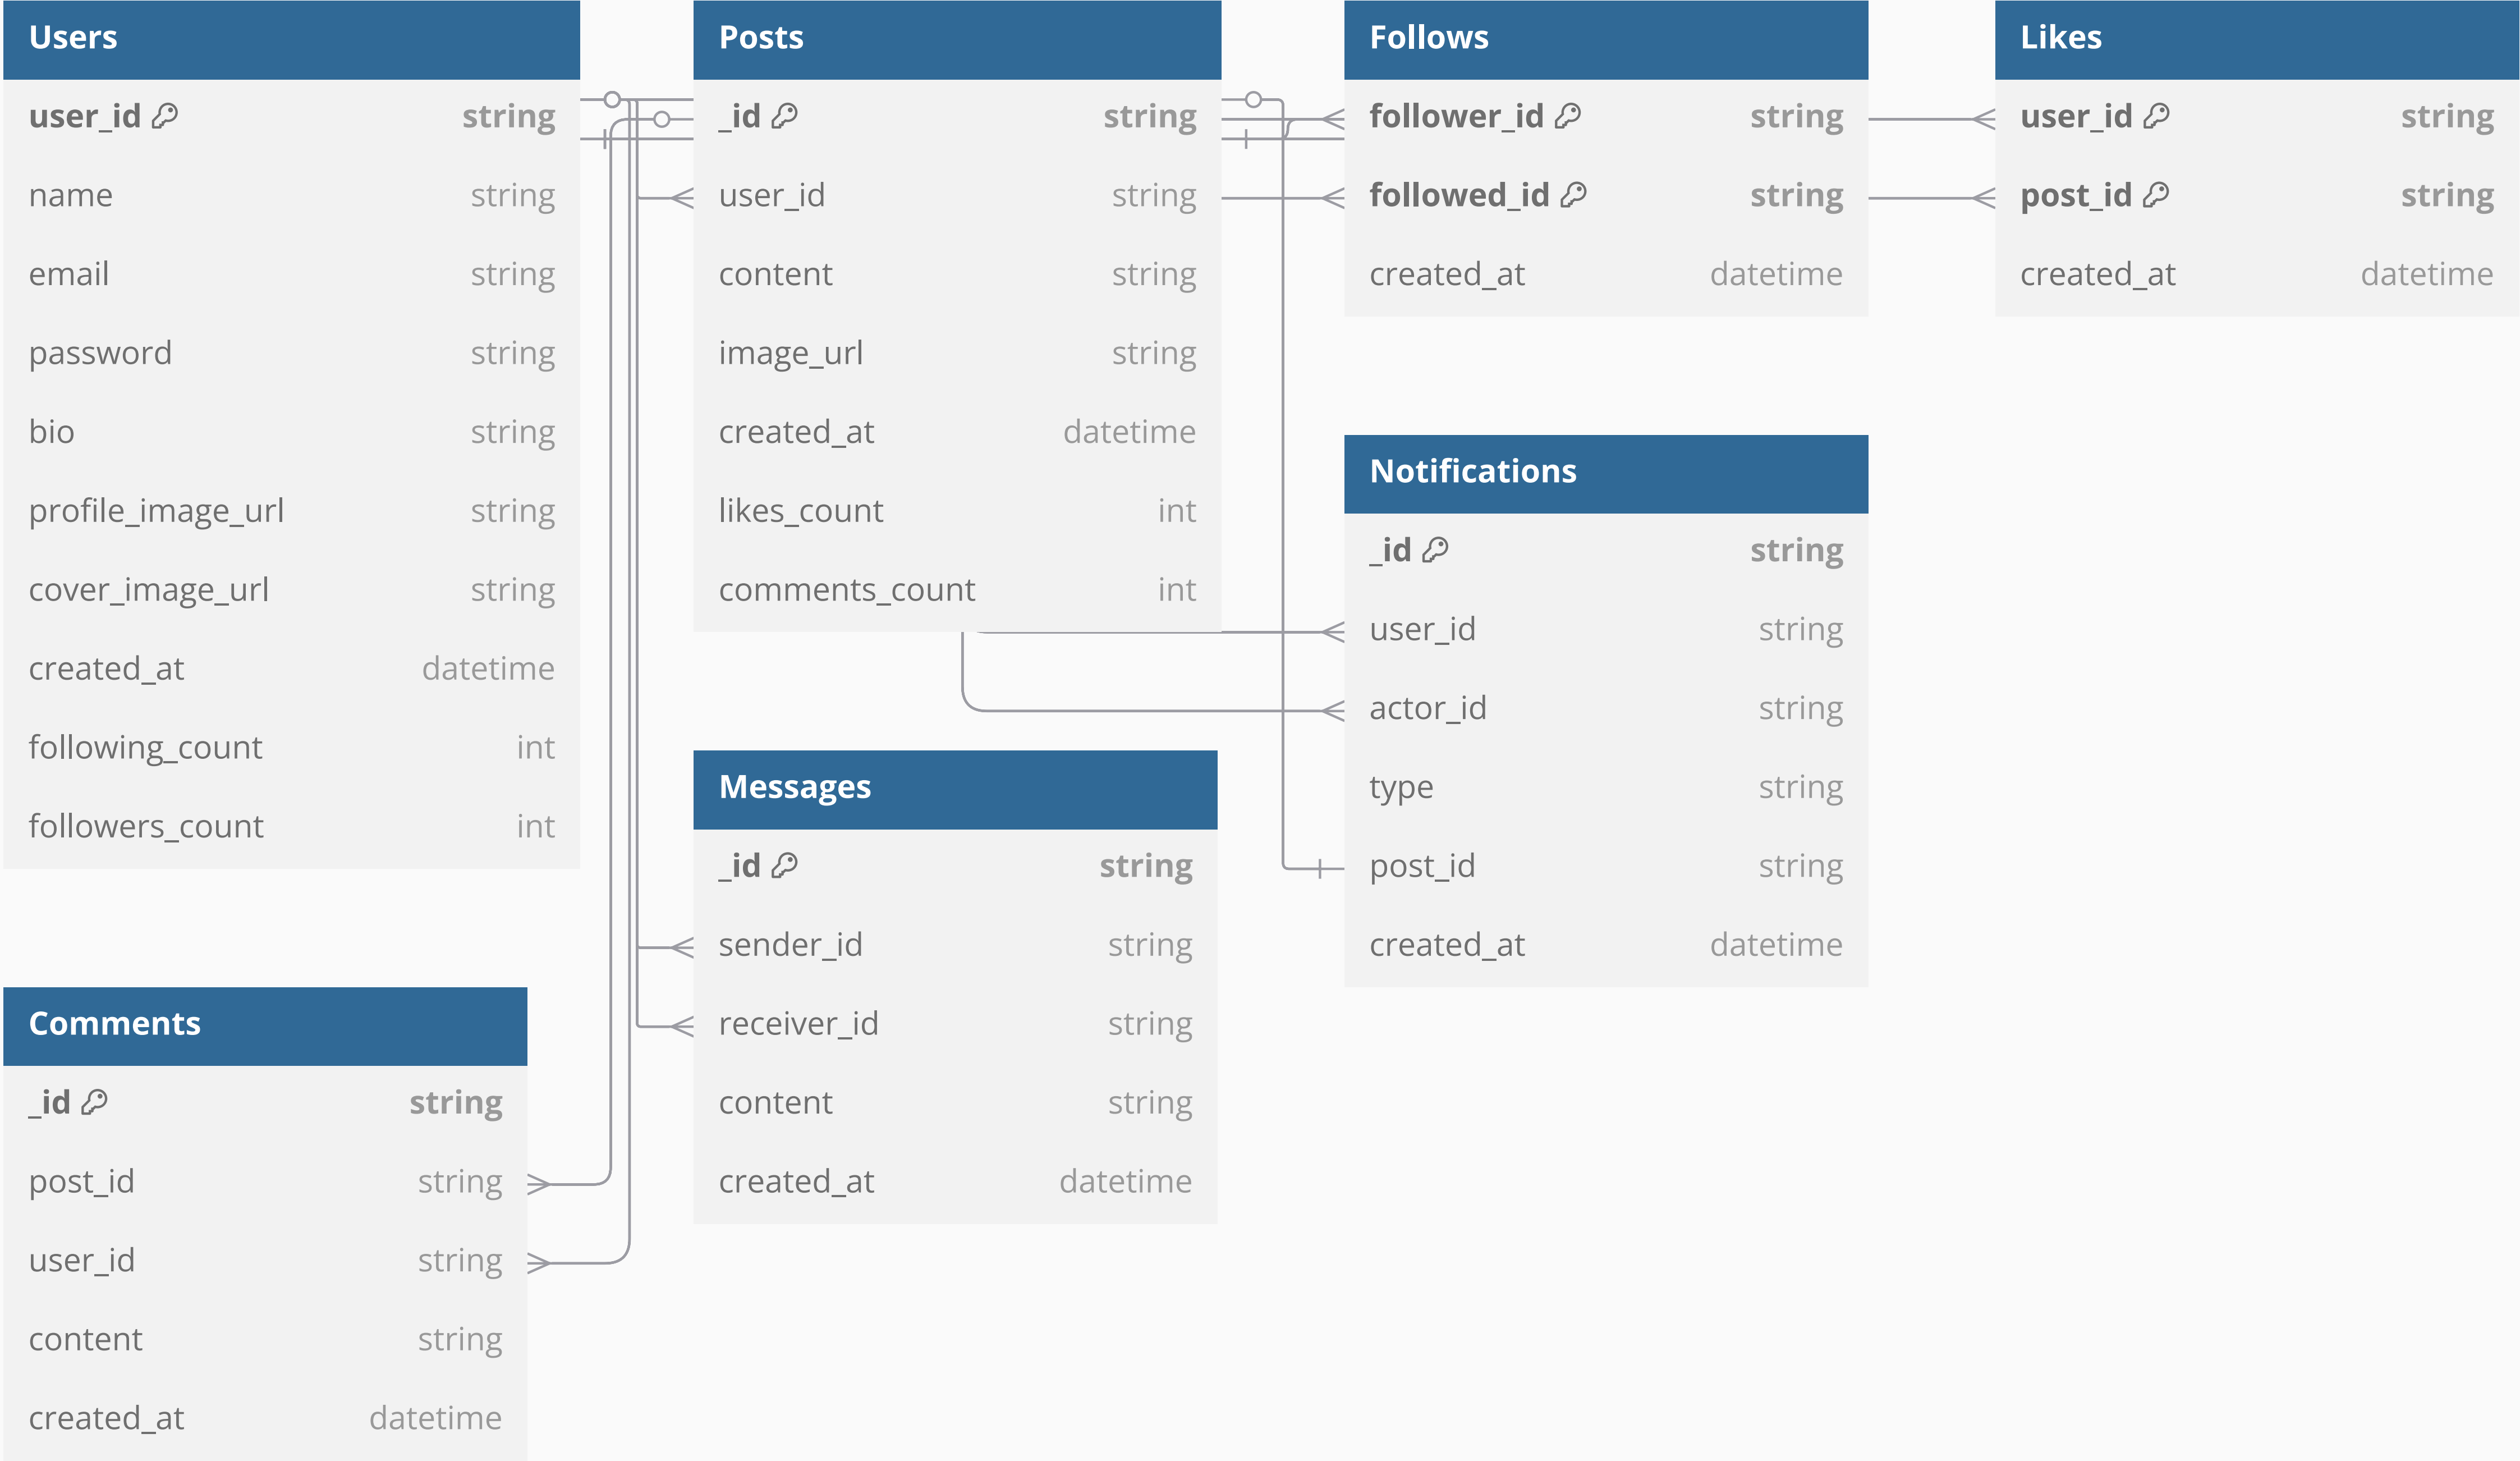 Users
user_id string
name string
email string
password string
bio string
profile_image_url string
cover_image_url string
created_at datetime
following_count int
followers_count int
Posts
_id string
user_id string
content string
image_url string
created_at datetime
likes_count int
comments_count int
Follows
follower_id string
followed_id string
created_at datetime
Likes
user_id string
post_id string
created_at datetime
Notifications
_id string
user_id string
actor_id string
type string
post_id string
created_at datetime
Messages
_id string
sender_id string
receiver_id string
content string
created_at datetime
Comments
_id string
post_id string
user_id string
content string
created_at datetime